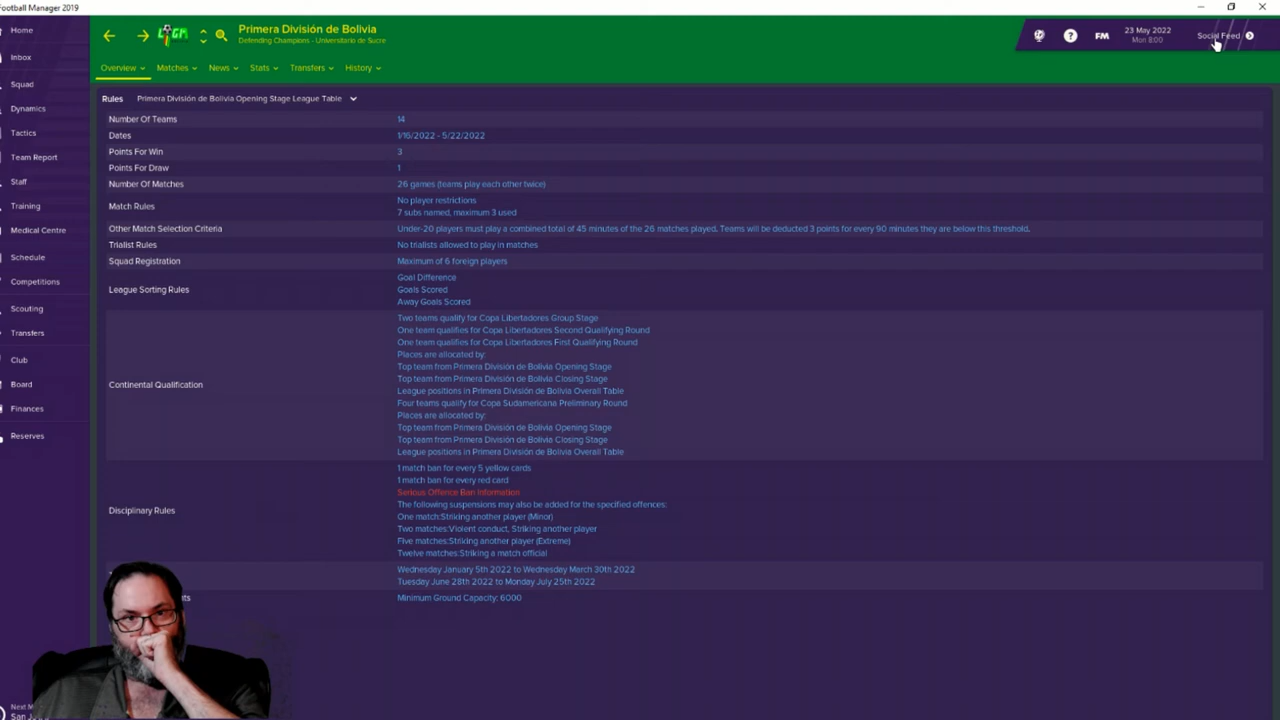 Football Manager 2019
Home
Inbox
Squad
Dynamics
Tactics
Team Report
Staff
Training
Medical Centre
Schedule
Competitions
Scouting
Transfers
Club
Board
Finances
Reserves
Primera División de Bolivia
Defending Champions - Universitario de Sucre
FM
23 May 2022
Mon 8:00
Social Feed
Overview
Matches
News
Stats
Transfers
History
Rules
Primera División de Bolivia Opening Stage League Table
Number Of Teams
14
Dates
1/16/2022 - 5/22/2022
Points For Win
3
Points For Draw
1
Number Of Matches
26 games (teams play each other twice)
Match Rules
No player restrictions
7 subs named, maximum 3 used
Other Match Selection Criteria
Under-20 players must play a combined total of 45 minutes of the 26 matches played. Teams will be deducted 3 points for every 90 minutes they are below this threshold.
Trialist Rules
No trialists allowed to play in matches
Squad Registration
Maximum of 6 foreign players
League Sorting Rules
Goal Difference
Goals Scored
Away Goals Scored
Continental Qualification
Two teams qualify for Copa Libertadores Group Stage
One team qualifies for Copa Libertadores Second Qualifying Round
One team qualifies for Copa Libertadores First Qualifying Round
Places are allocated by:
Top team from Primera División de Bolivia Opening Stage
Top team from Primera División de Bolivia Closing Stage
League positions in Primera División de Bolivia Overall Table
Four teams qualify for Copa Sudamericana Preliminary Round
Places are allocated by:
Top team from Primera División de Bolivia Opening Stage
Top team from Primera División de Bolivia Closing Stage
League positions in Primera División de Bolivia Overall Table
Disciplinary Rules
1 match ban for every 5 yellow cards
1 match ban for every red card
Serious Offence Ban Information
The following suspensions may also be added for the specified offences:
One match:Striking another player (Minor)
Two matches:Violent conduct, Striking another player
Five matches:Striking another player (Extreme)
Twelve matches:Striking a match official
Wednesday January 5th 2022 to Wednesday March 30th 2022
Tuesday June 28th 2022 to Monday July 25th 2022
Minimum Ground Capacity: 6000